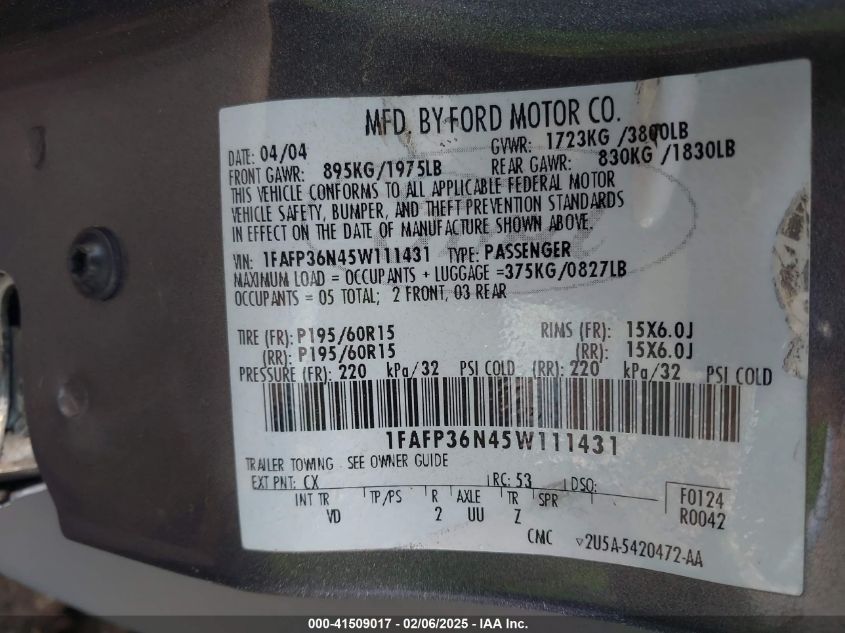 MFD. BY FORD MOTOR CO.
DATE: 04/04 GVWR: 1723KG /3800LB
FRONT GAWR: 895KG/1975LB REAR GAWR: 830KG /1830LB
THIS VEHICLE CONFORMS TO ALL APPLICABLE FEDERAL MOTOR
VEHICLE SAFETY, BUMPER, AND THEFT PREVENTION STANDARDS
IN EFFECT ON THE DATE OF MANUFACTURE SHOWN ABOVE.
VIN: 1FAFP36N45W111431 TYPE: PASSENGER
MAXIMUM LOAD = OCCUPANTS + LUGGAGE =375KG/0827LB
OCCUPANTS = 05 TOTAL; 2 FRONT, 03 REAR
TIRE (FR): P195/60R15 RIMS (FR): 15X6.0J
(RR): P195/60R15 (RR): 15X6.0J
PRESSURE (FR): 220 kPa/32 PSI COLD (RR): 220 kPa/32 PSI COLD
1FAFP36N45W111431
TRAILER TOWING - SEE OWNER GUIDE
EXT PNT: CX RC: 53 DSO:
INT TR TP/PS R AXLE TR SPR F0124
VD 2 UU Z R0042
CMC ▽2U5A-5420472-AA
000-41509017 - 02/06/2025 - IAA Inc.